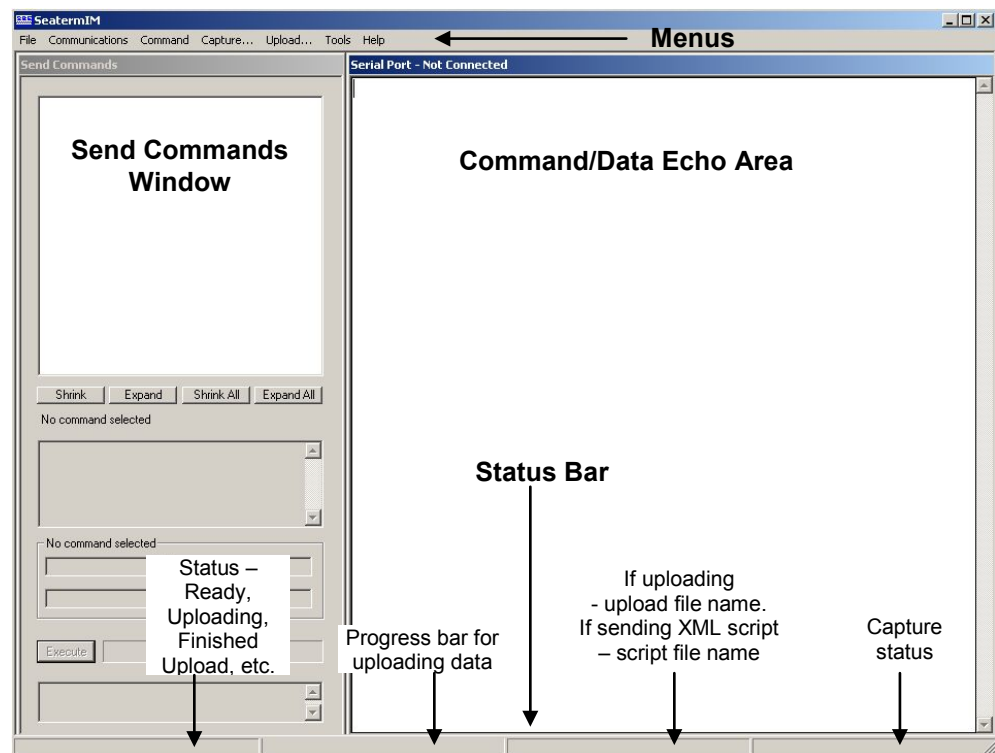 SeatermIM
File Communications Command Capture... Upload... Tools Help
Menus
Send Commands
Serial Port - Not Connected
Send Commands
Window
Command/Data Echo Area
Shrink Expand Shrink All Expand All
No command selected
Status Bar
No command selected
Status –
Ready,
Uploading,
Finished
Upload, etc.
Execute
Progress bar for
uploading data
If uploading
- upload file name.
If sending XML script
– script file name
Capture
status